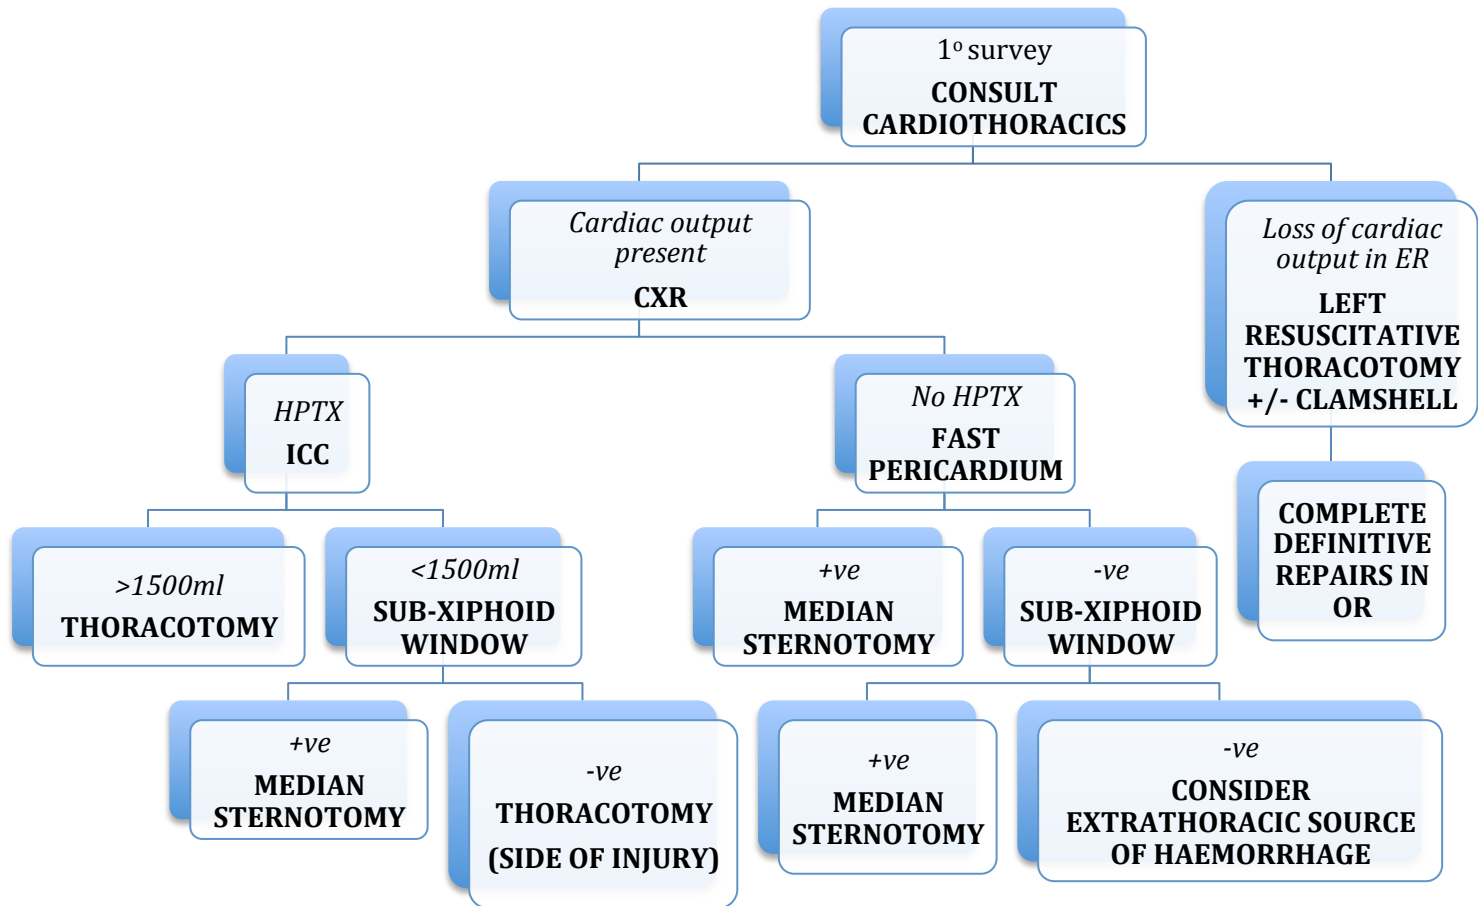 1º survey
CONSULT
CARDIOTHORACICS
Cardiac output
present
CXR
Loss of cardiac
output in ER
LEFT
RESUSCITATIVE
THORACOTOMY
+/- CLAMSHELL
HPTX
ICC
No HPTX
FAST
PERICARDIUM
COMPLETE
DEFINITIVE
REPAIRS IN
OR
>1500ml
THORACOTOMY
<1500ml
SUB-XIPHOID
WINDOW
+ve
MEDIAN
STERNOTOMY
-ve
SUB-XIPHOID
WINDOW
+ve
MEDIAN
STERNOTOMY
-ve
THORACOTOMY
(SIDE OF INJURY)
+ve
MEDIAN
STERNOTOMY
-ve
CONSIDER
EXTRATHORACIC SOURCE
OF HAEMORRHAGE